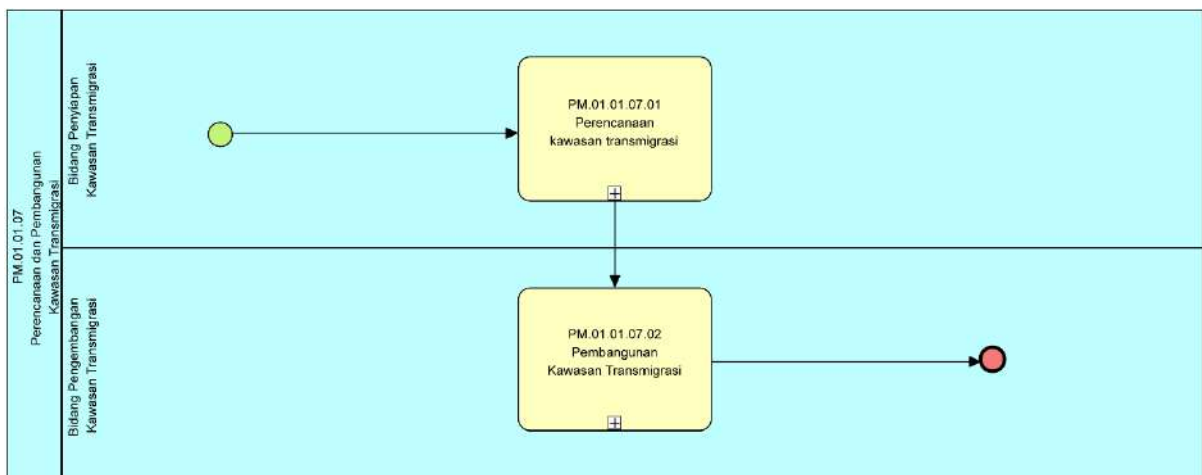 PM.01.01.07
Perencanaan dan Pembangunan
Kawasan Transmigrasi
Bidang Penyiapan
Kawasan Transmigrasi
PM.01.01.07.01
Perencanaan
kawasan transmigrasi
Bidang Pengembangan
Kawasan Transmigrasi
PM.01 01.07.02
Pembangunan
Kawasan Transmigrasi